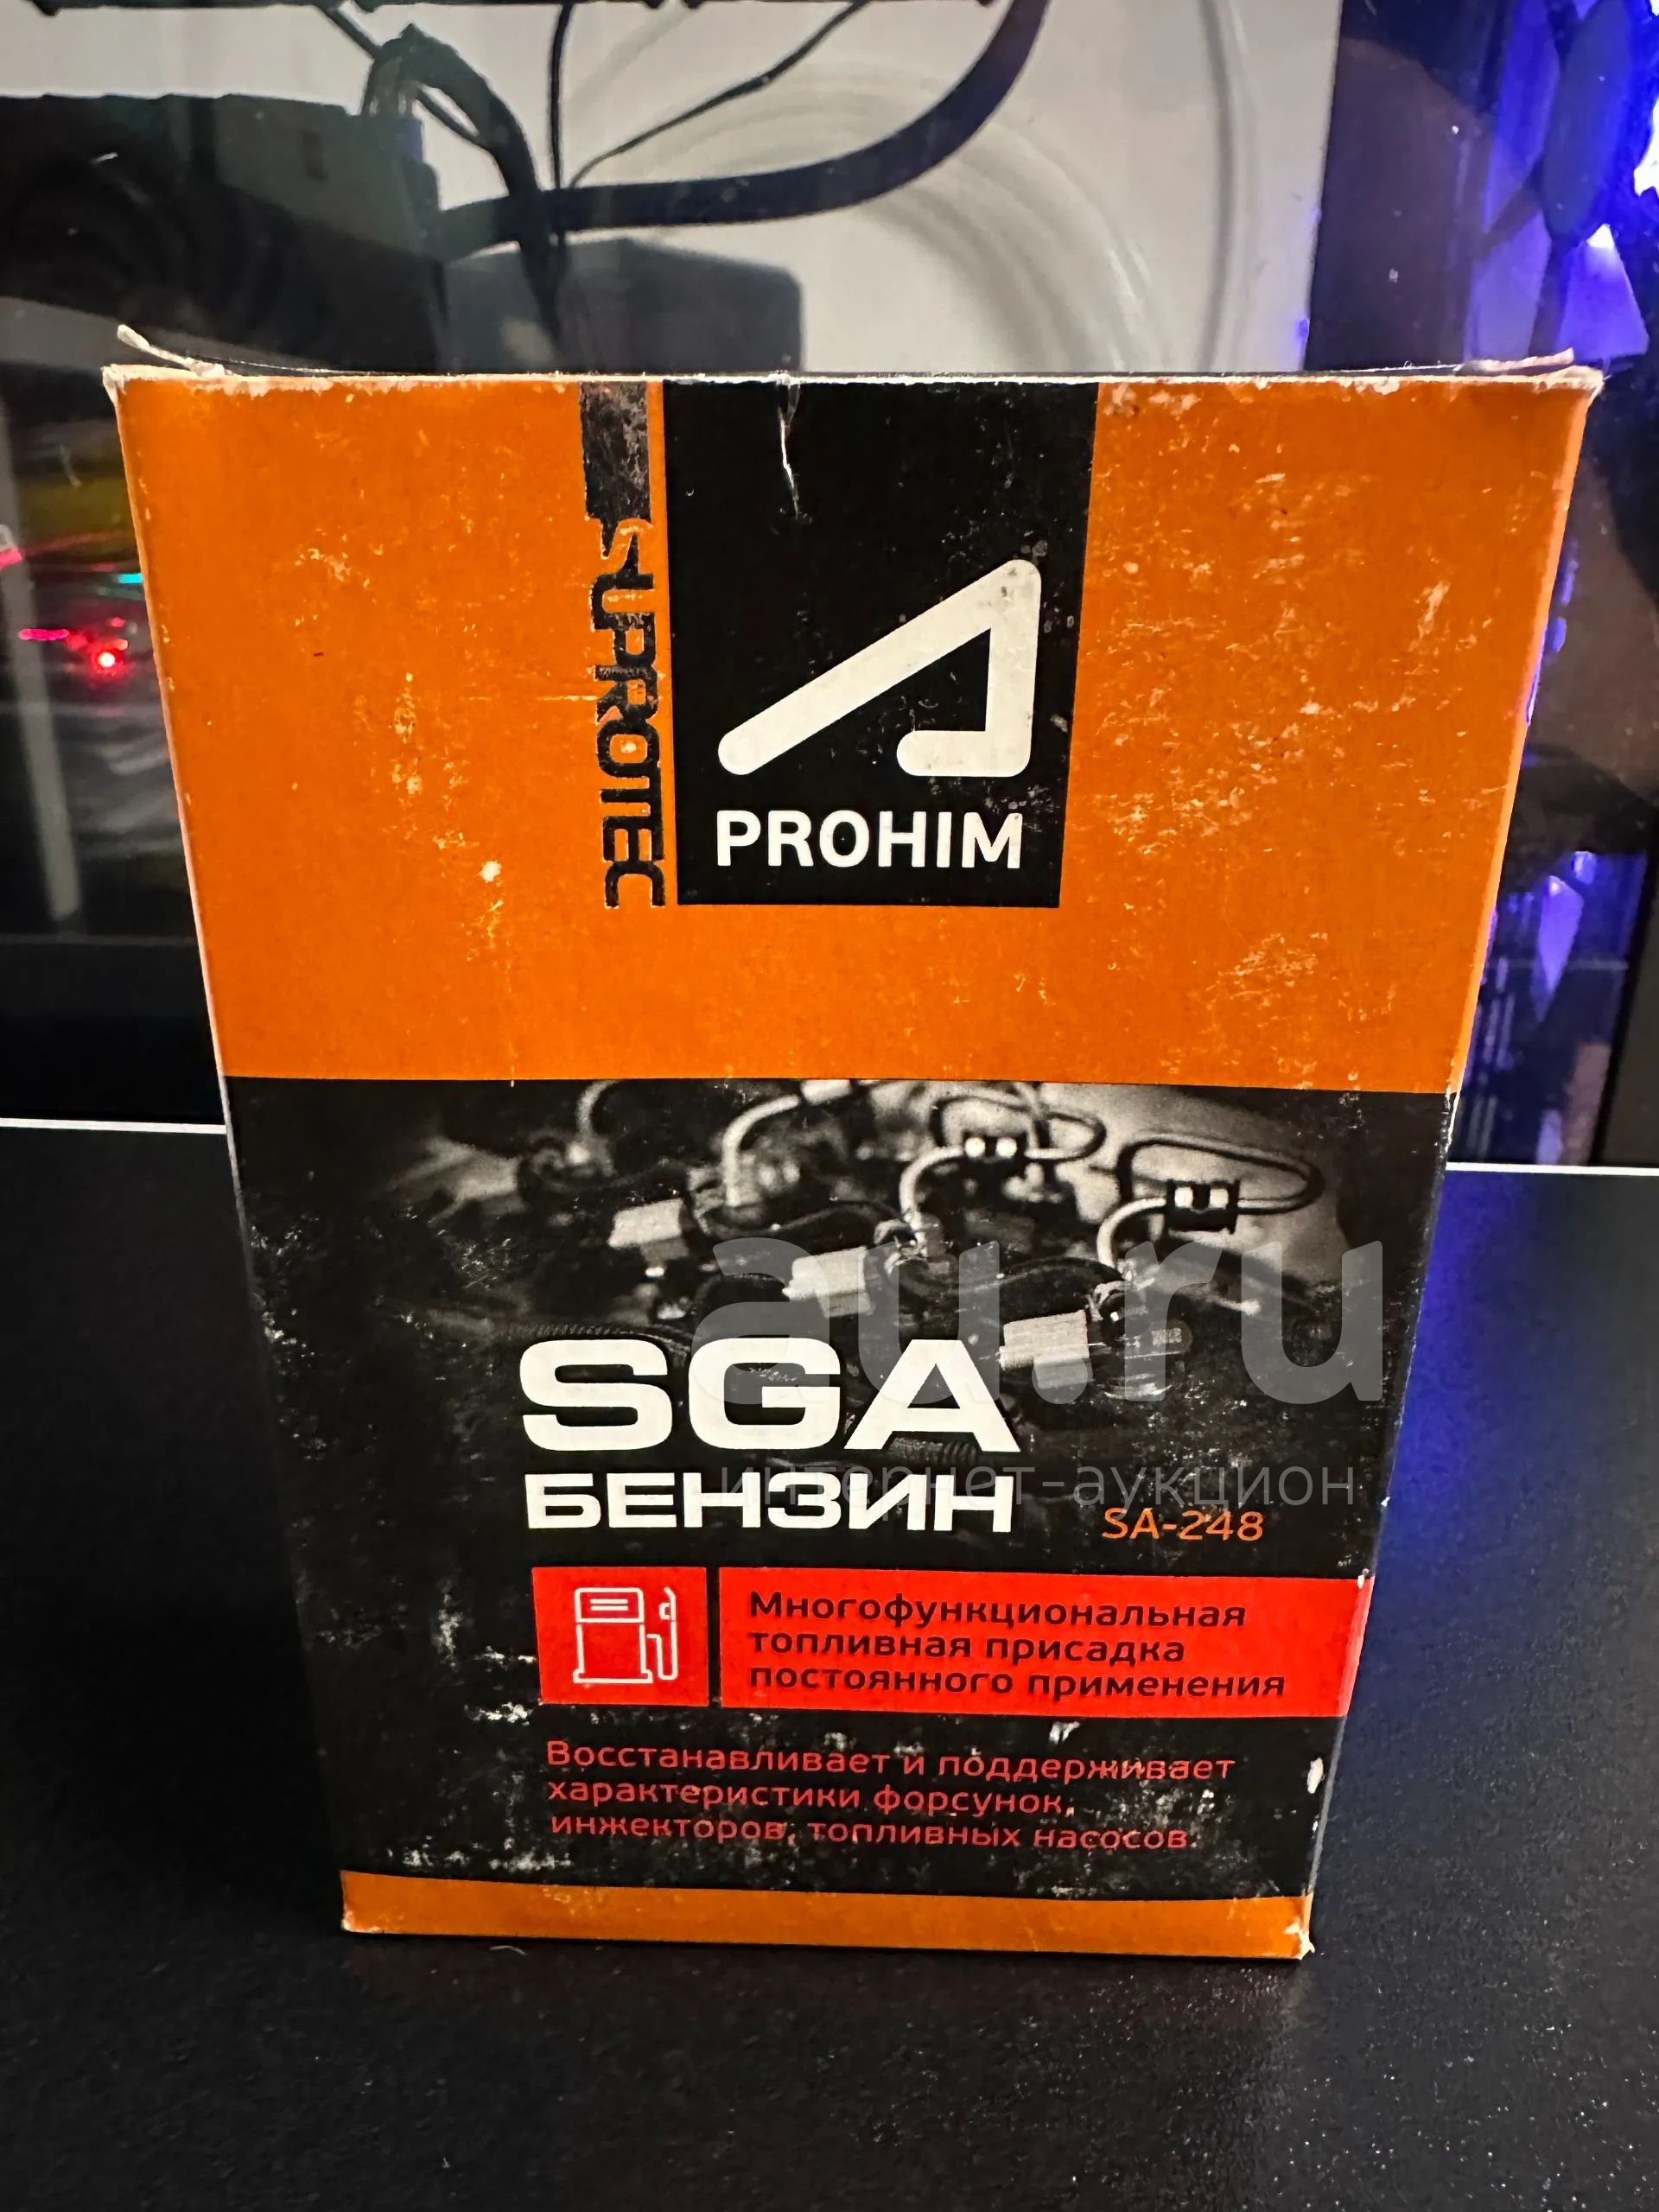 SUPROTEC
PROHIM
au.ru
SGA
интернет-аукцион
БЕНЗИН
SA-248
Многофункциональная
топливная присадка
постоянного применения
Восстанавливает и поддерживает
характеристики форсунок,
инжекторов, топливных насосов.